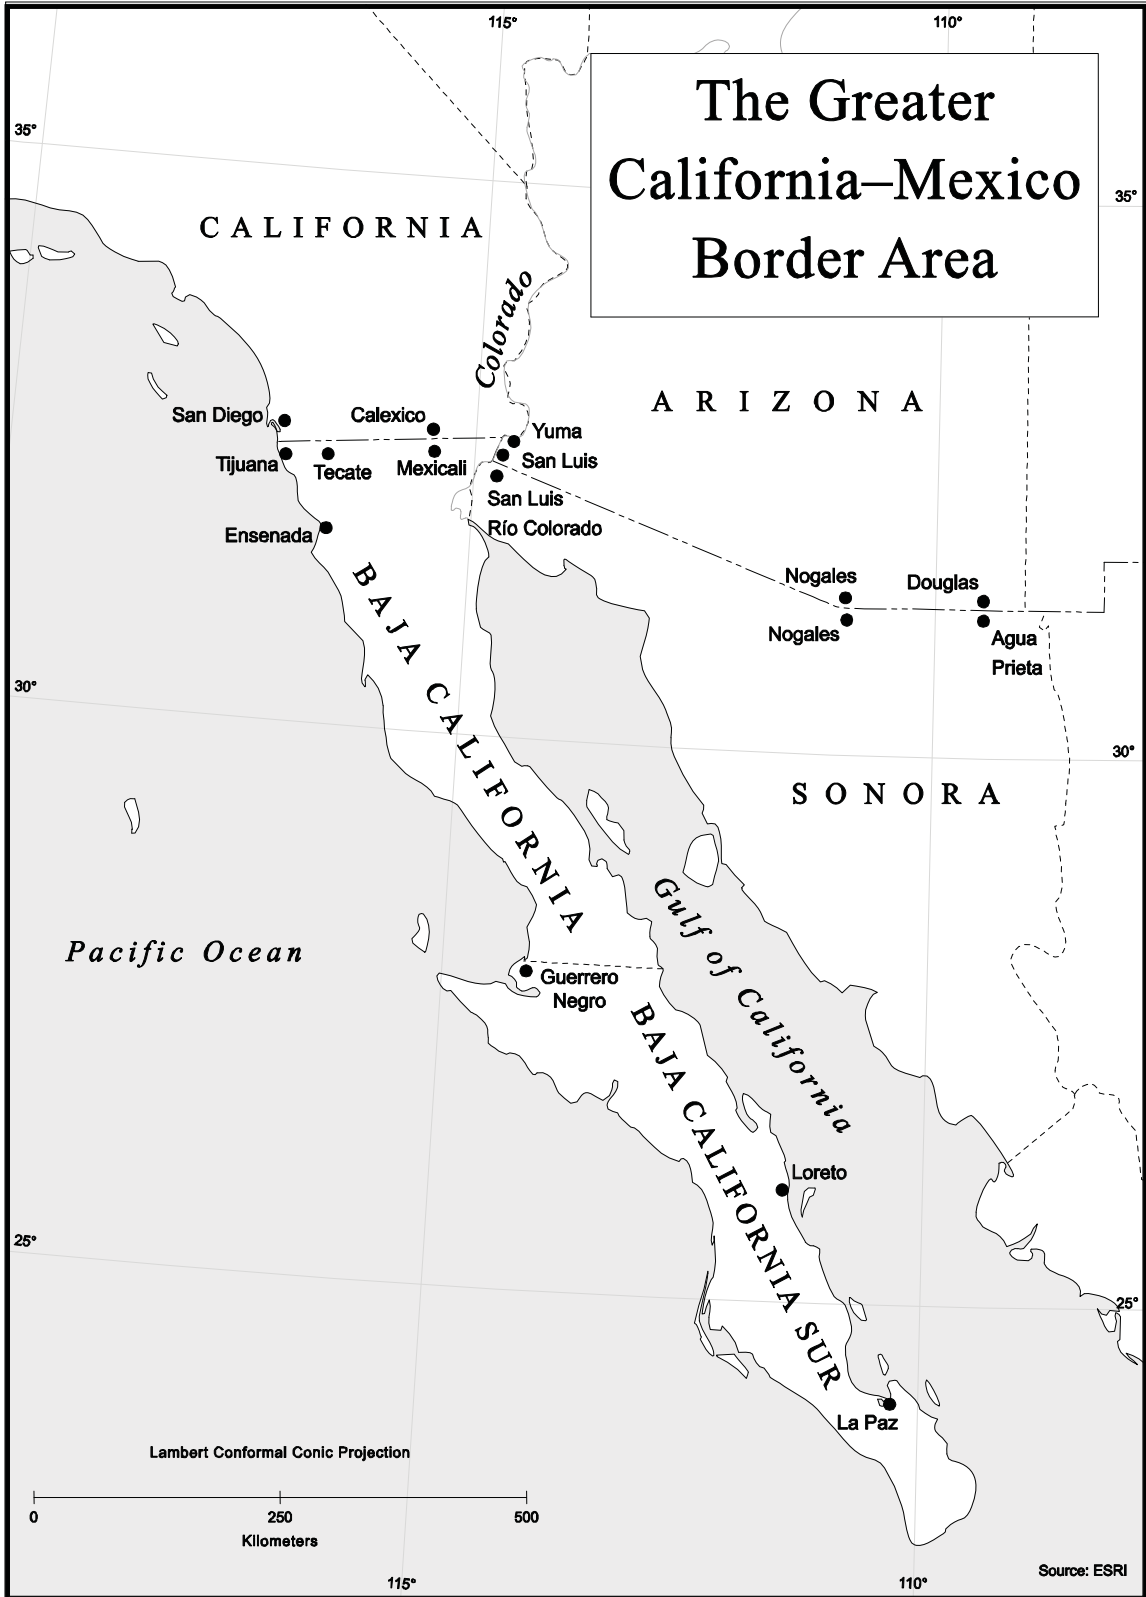 115°
110°
The Greater
California–Mexico
Border Area
35°
35°
CALIFORNIA
Colorado
ARIZONA
San Diego
Calexico
Yuma
Tijuana
Tecate
Mexicali
San Luis
San Luis
Río Colorado
Ensenada
Nogales
Douglas
Nogales
Agua
Prieta
BAJA CALIFORNIA
30°
30°
SONORA
Gulf of California
Pacific Ocean
Guerrero
Negro
BAJA CALIFORNIA SUR
Loreto
25°
25°
La Paz
Lambert Conformal Conic Projection
0 250 500
Kilometers
Source: ESRI
115°
110°